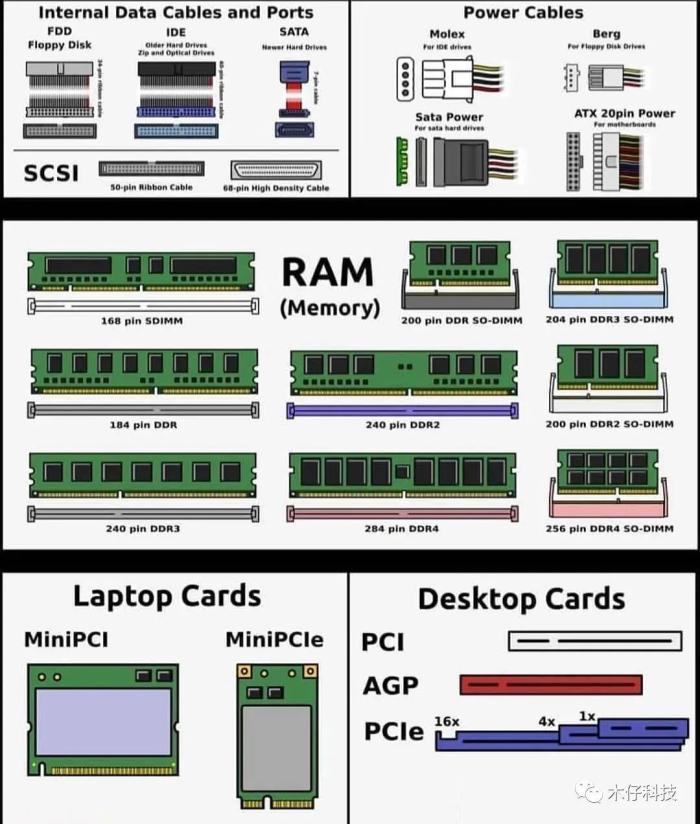 Internal Data Cables and Ports
FDD
Floppy Disk
34-pin ribbon cable
IDE
Older Hard Drives
Zip and Optical Drives
40-pin ribbon cable
SATA
Newer Hard Drives
7-pin cable
SCSI
50-pin Ribbon Cable
68-pin High Density Cable
Power Cables
Molex
For IDE drives
Berg
For Floppy Disk Drives
Sata Power
For sata hard drives
ATX 20pin Power
For motherboards
RAM
(Memory)
168 pin SDIMM
200 pin DDR SO-DIMM
204 pin DDR3 SO-DIMM
184 pin DDR
240 pin DDR2
200 pin DDR2 SO-DIMM
240 pin DDR3
284 pin DDR4
256 pin DDR4 SO-DIMM
Laptop Cards
MiniPCI
MiniPCIe
Desktop Cards
PCI
AGP
PCIe
16x
4x
1x
木仔科技